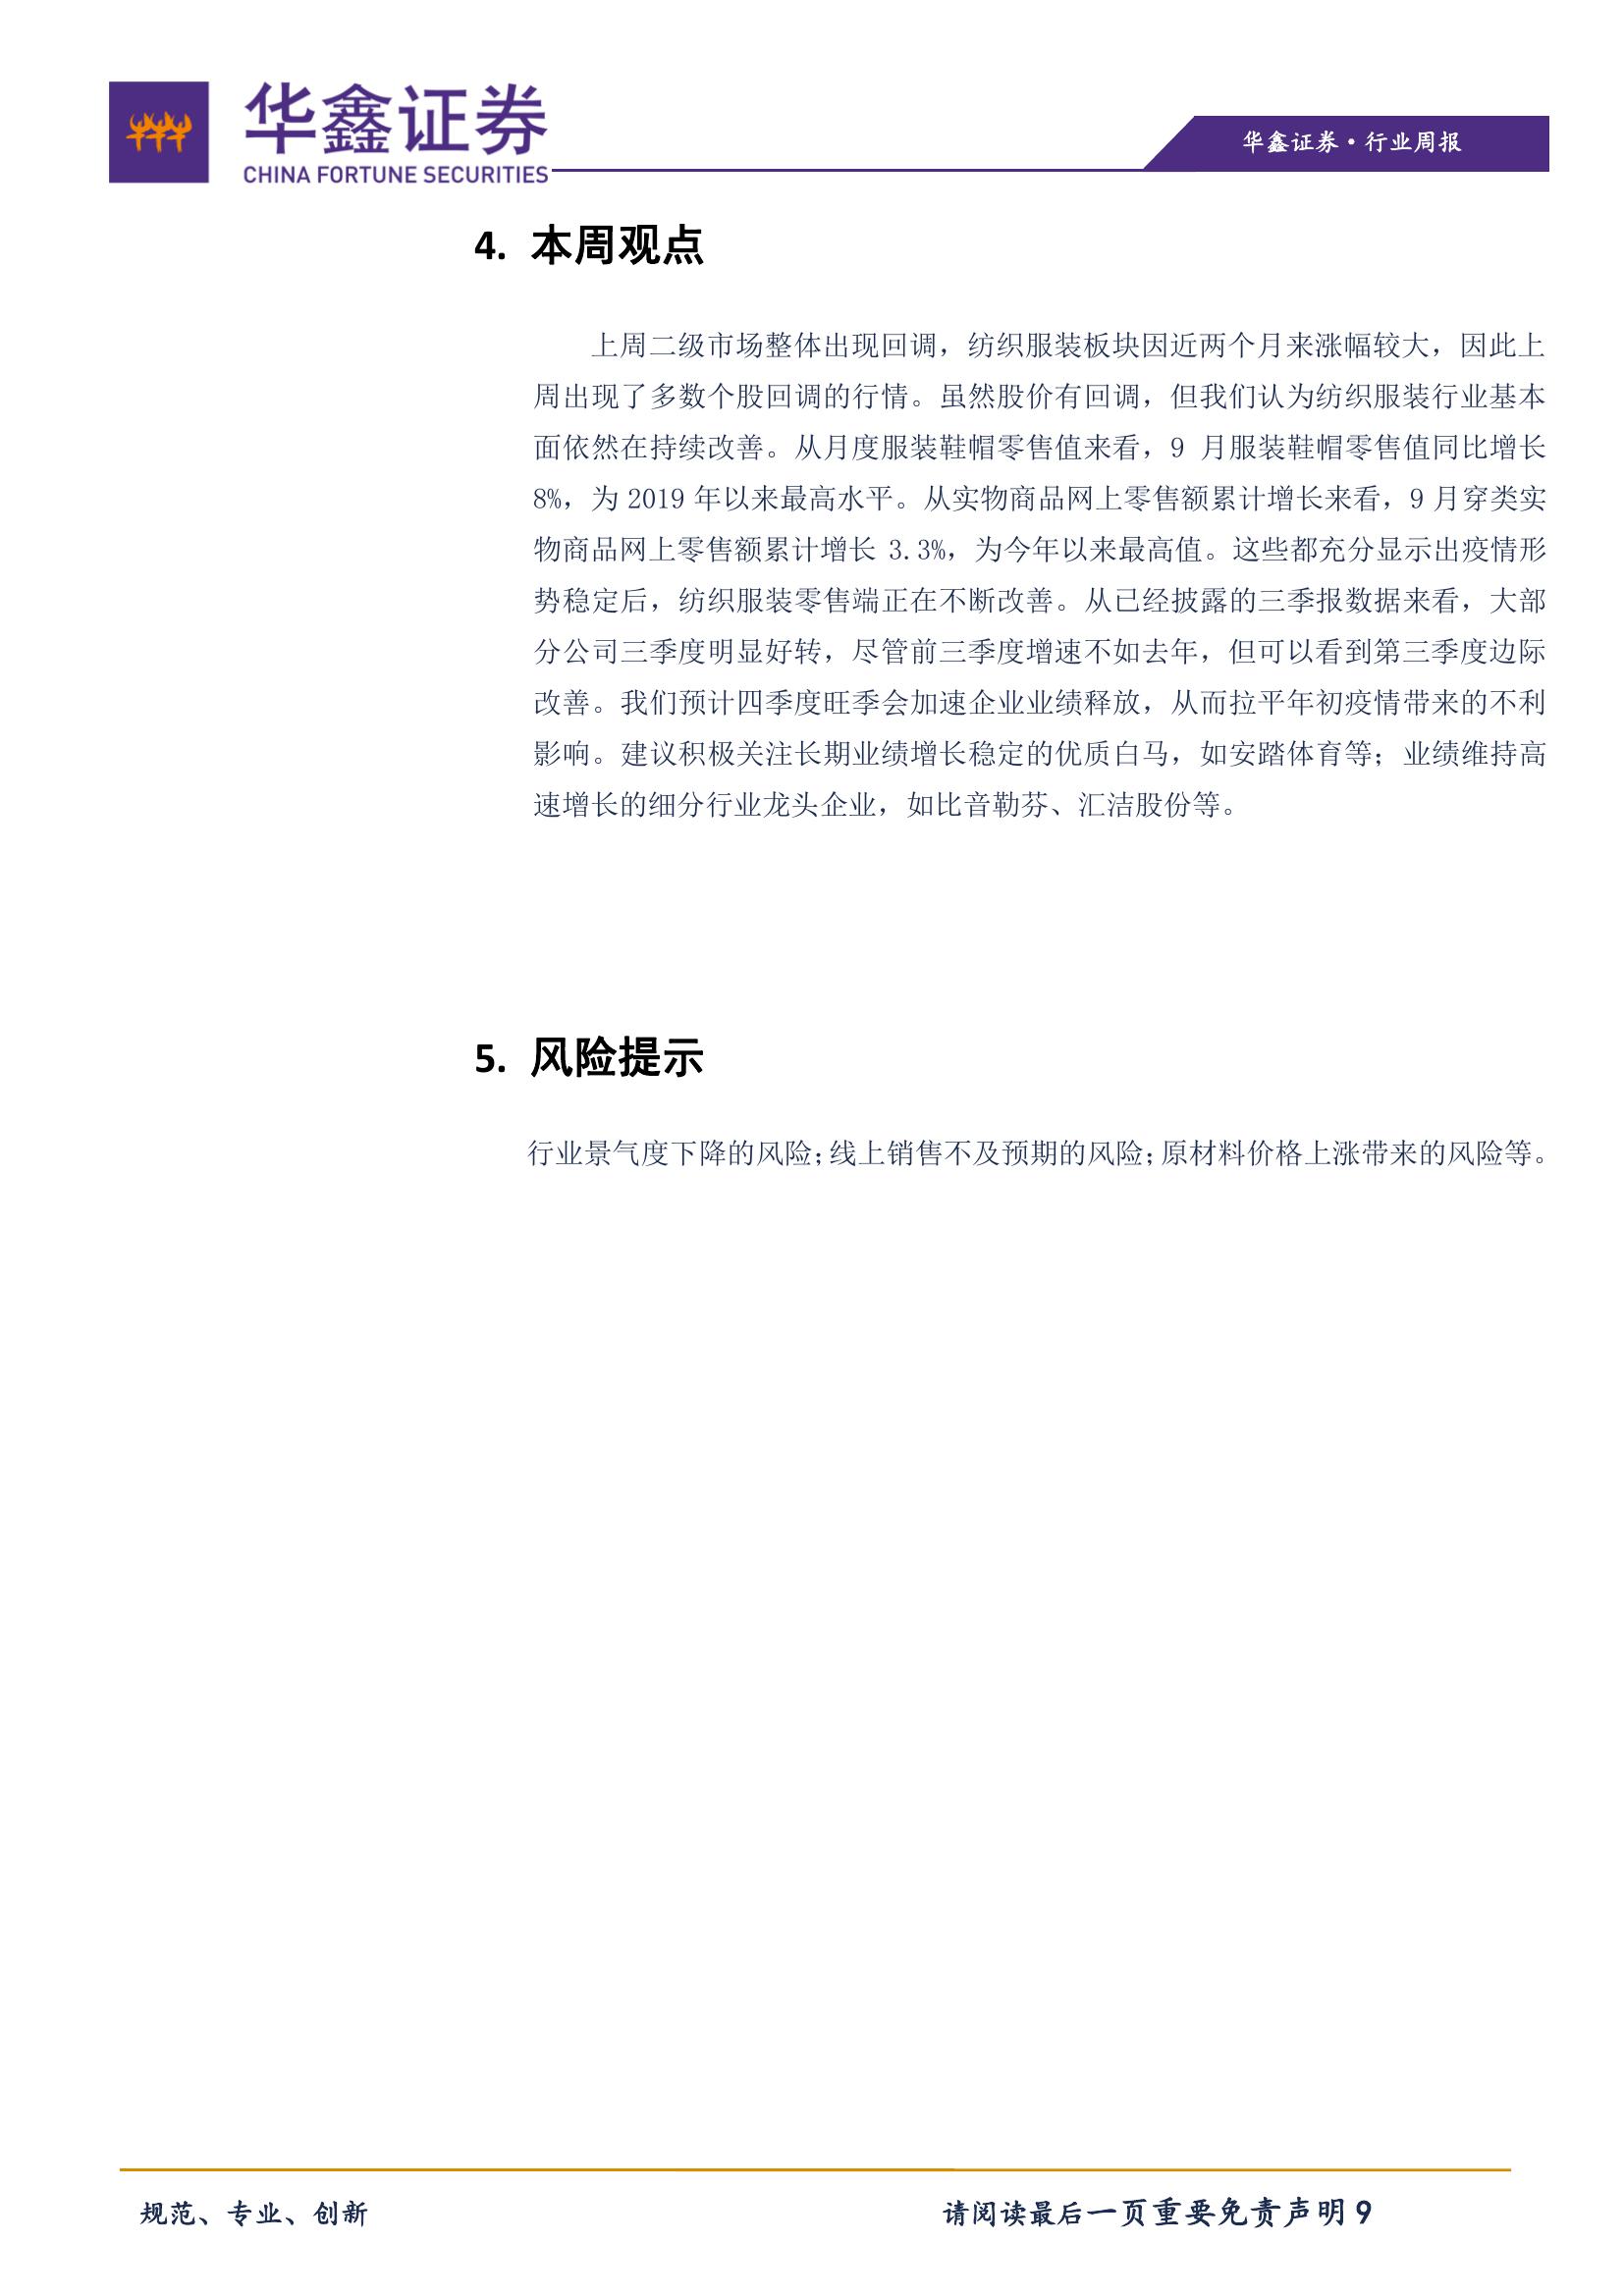 华鑫证券
CHINA FORTUNE SECURITIES
华鑫证券·行业周报
4. 本周观点
上周二级市场整体出现回调，纺织服装板块因近两个月来涨幅较大，因此上
周出现了多数个股回调的行情。虽然股价有回调，但我们认为纺织服装行业基本
面依然在持续改善。从月度服装鞋帽零售值来看，9 月服装鞋帽零售值同比增长
8%，为 2019 年以来最高水平。从实物商品网上零售额累计增长来看，9 月穿类实
物商品网上零售额累计增长 3.3%，为今年以来最高值。这些都充分显示出疫情形
势稳定后，纺织服装零售端正在不断改善。从已经披露的三季报数据来看，大部
分公司三季度明显好转，尽管前三季度增速不如去年，但可以看到第三季度边际
改善。我们预计四季度旺季会加速企业业绩释放，从而拉平年初疫情带来的不利
影响。建议积极关注长期业绩增长稳定的优质白马，如安踏体育等；业绩维持高
速增长的细分行业龙头企业，如比音勒芬、汇洁股份等。
5. 风险提示
行业景气度下降的风险；线上销售不及预期的风险；原材料价格上涨带来的风险等。
规范、专业、创新
请阅读最后一页重要免责声明 9